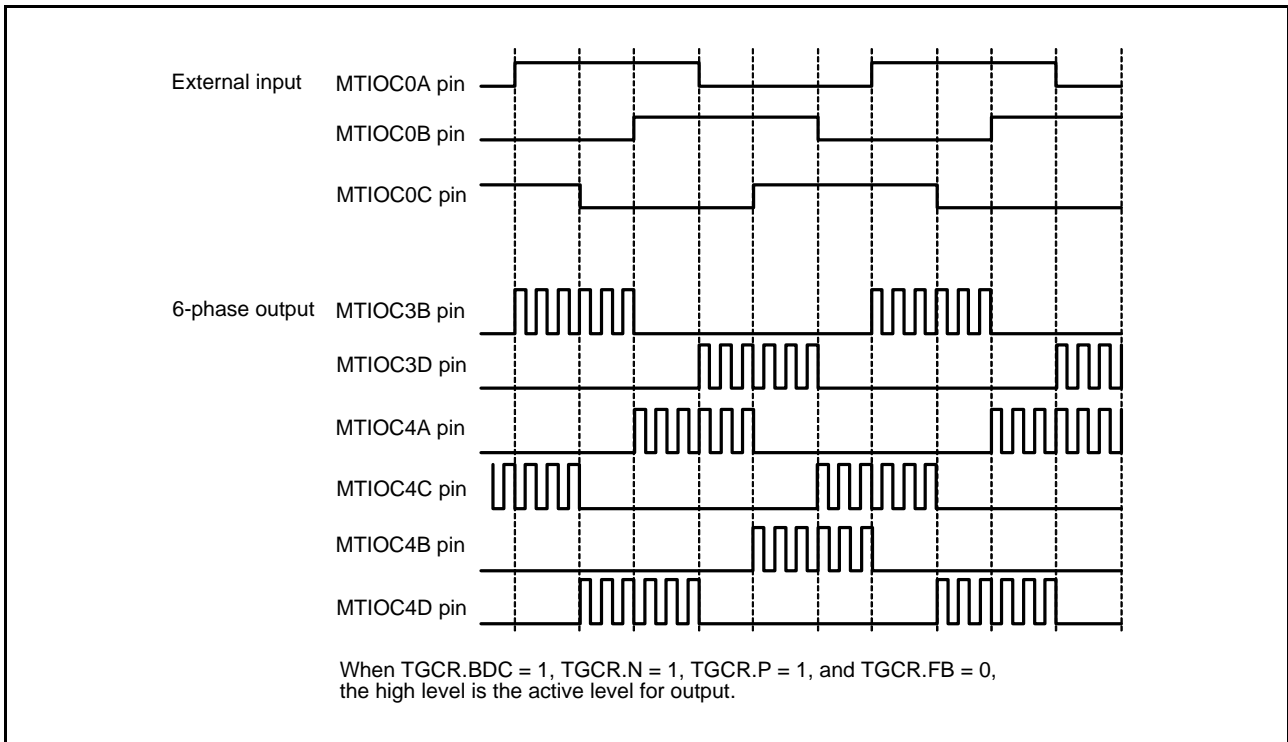 External input MTIOC0A pin
MTIOC0B pin
MTIOC0C pin
6-phase output MTIOC3B pin
MTIOC3D pin
MTIOC4A pin
MTIOC4C pin
MTIOC4B pin
MTIOC4D pin
When TGCR.BDC = 1, TGCR.N = 1, TGCR.P = 1, and TGCR.FB = 0,
the high level is the active level for output.